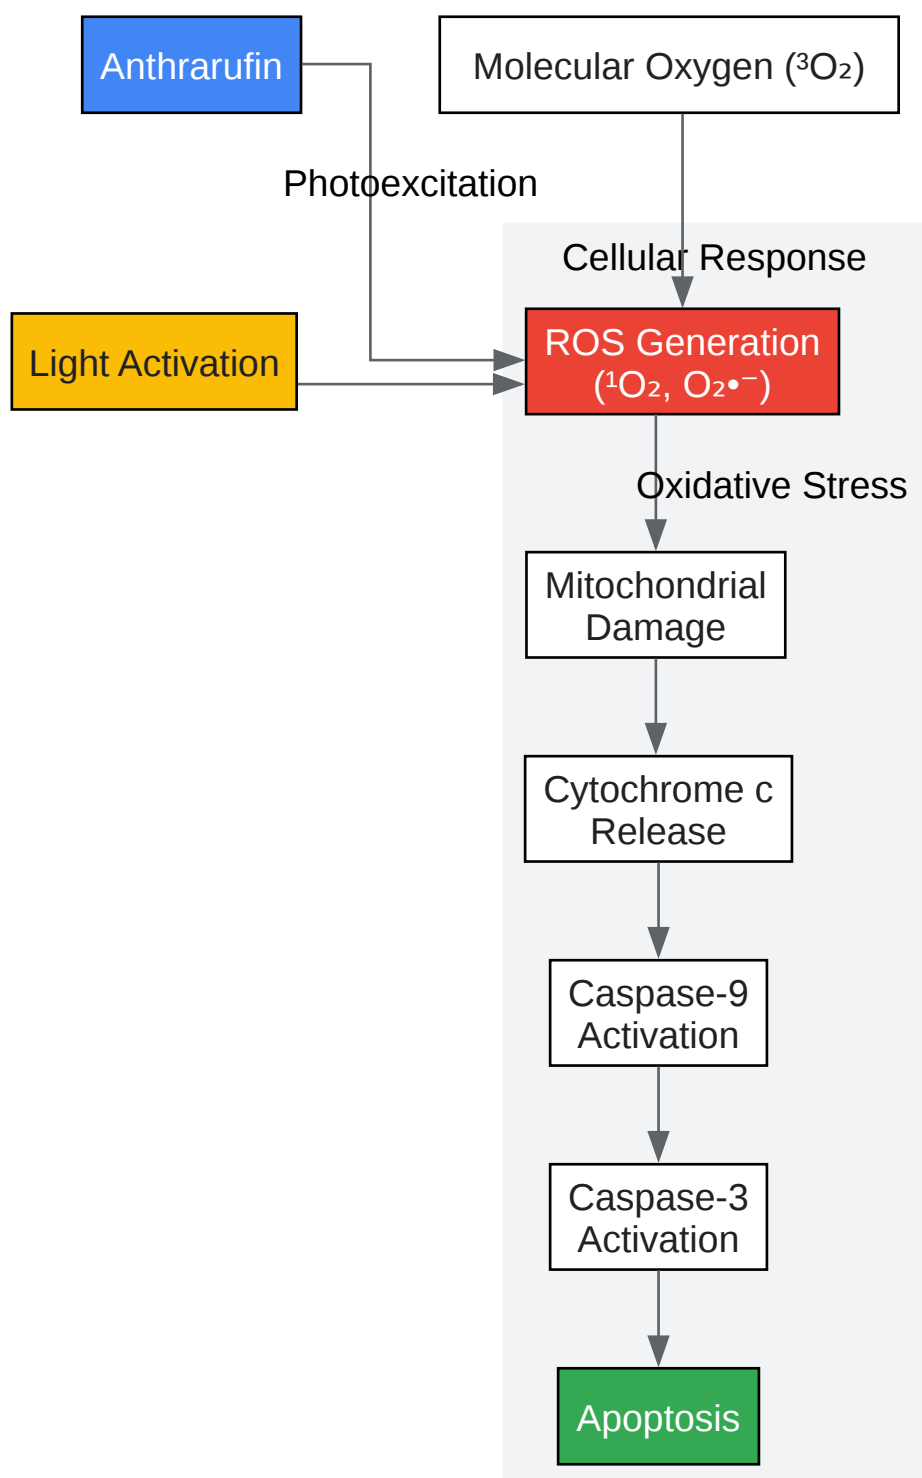 Anthrarufin
Molecular Oxygen (³O₂)
Photoexcitation
Cellular Response
Light Activation
ROS Generation
(¹O₂, O₂•⁻)
Oxidative Stress
Mitochondrial
Damage
Cytochrome c
Release
Caspase-9
Activation
Caspase-3
Activation
Apoptosis